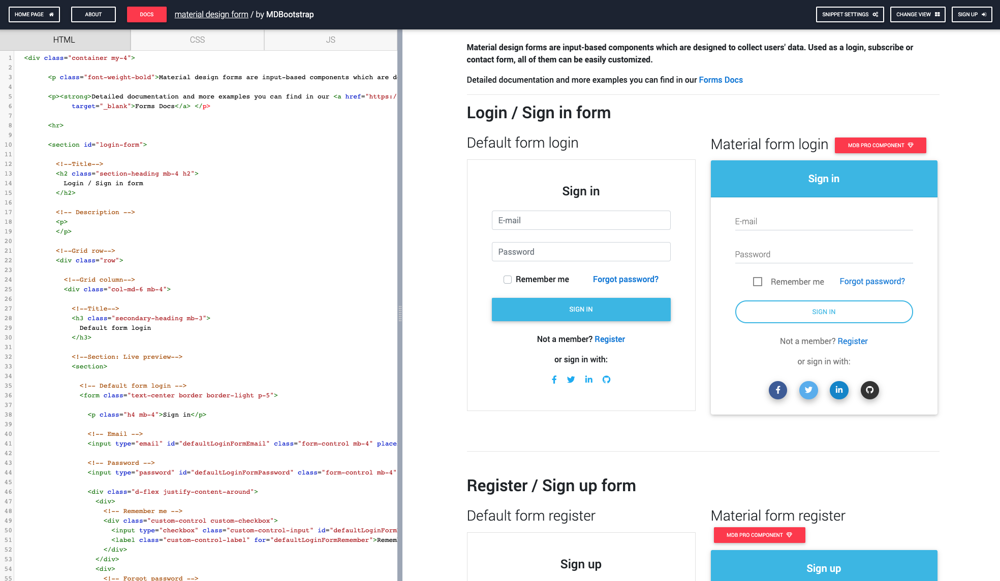 HOME PAGE
ABOUT
DOCS
material design form / by MDBootstrap
SNIPPET SETTINGS
CHANGE VIEW
SIGN UP
HTML
CSS
JS
1 <div class="container my-4">
2
3 <p class="font-weight-bold">Material design forms are input-based components which are d
4
5 <p><strong>Detailed documentation and more examples you can find in our <a href="https:/
6 target="_blank">Forms Docs</a> </p>
7
8 <hr>
9
10 <section id="login-form">
11
12 <!--Title-->
13 <h2 class="section-heading mb-4 h2">
14 Login / Sign in form
15 </h2>
16
17 <!-- Description -->
18 <p>
19 </p>
20
21 <!--Grid row-->
22 <div class="row">
23
24 <!--Grid column-->
25 <div class="col-md-6 mb-4">
26
27 <!--Title-->
28 <h3 class="secondary-heading mb-3">
29 Default form login
30 </h3>
31
32 <!--Section: Live preview-->
33 <section>
34
35 <!-- Default form login -->
36 <form class="text-center border border-light p-5">
37
38 <p class="h4 mb-4">Sign in</p>
39
40 <!-- Email -->
41 <input type="email" id="defaultLoginFormEmail" class="form-control mb-4" place
42
43 <!-- Password -->
44 <input type="password" id="defaultLoginFormPassword" class="form-control mb-4"
45
46 <div class="d-flex justify-content-around">
47 <div>
48 <!-- Remember me -->
49 <div class="custom-control custom-checkbox">
50 <input type="checkbox" class="custom-control-input" id="defaultLoginForm
51 <label class="custom-control-label" for="defaultLoginFormRemember">Remem
52 </div>
53 </div>
54 <div>
55 <!-- Forgot password -->
Material design forms are input-based components which are designed to collect users' data. Used as a login, subscribe or
contact form, all of them can be easily customized.
Detailed documentation and more examples you can find in our Forms Docs
Login / Sign in form
Default form login
Sign in
E-mail
Password
Remember me
Forgot password?
SIGN IN
Not a member? Register
or sign in with:
Material form login
MDB PRO COMPONENT
Sign in
E-mail
Password
Remember me
Forgot password?
SIGN IN
Not a member? Register
or sign in with:
Register / Sign up form
Default form register
Sign up
Material form register
MDB PRO COMPONENT
Sign up